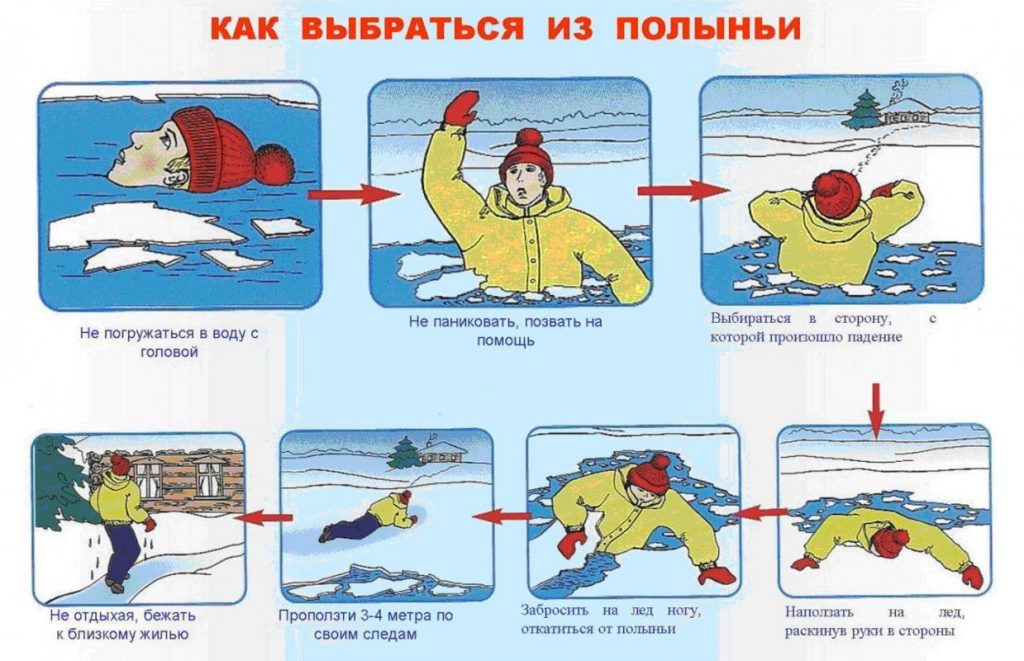 КАК ВЫБРАТЬСЯ ИЗ ПОЛЫНЬИ
Не погружаться в воду с
головой
Не паниковать, позвать на
помощь
Выбираться в сторону, с
которой произошло падение
Наползать на лед,
раскинув руки в стороны
Забросить на лед ногу,
откатиться от полыньи
Проползти 3-4 метра по
своим следам
Не отдыхая, бежать
к близкому жилью